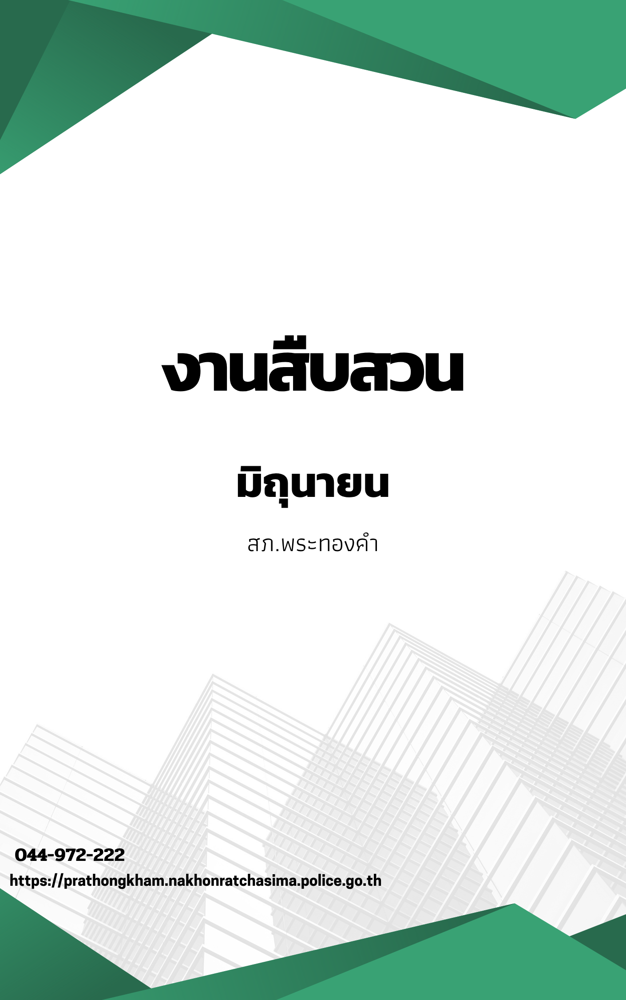 งานสืบสวน
มิถุนายน
สภ.พระทองคำ
044-972-222
https://prathongkham.nakhonratchasima.police.go.th